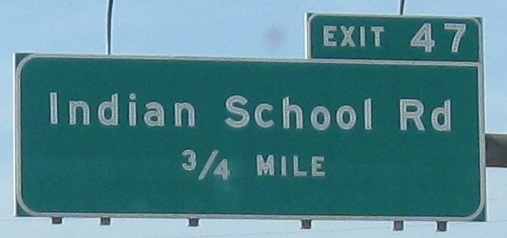 EXIT 47
Indian School Rd
3/4 MILE